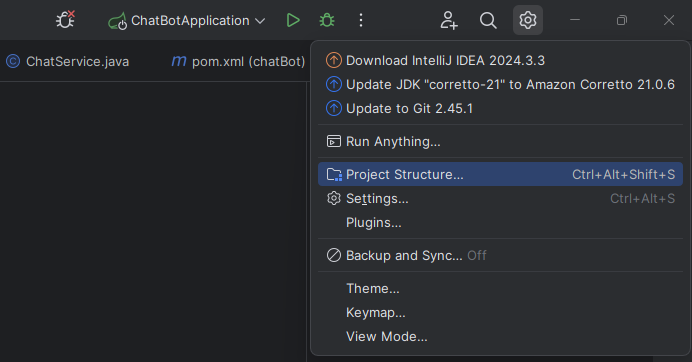 ChatBotApplication
ChatService.java
pom.xml (chatBot)
Download IntelliJ IDEA 2024.3.3
Update JDK "corretto-21" to Amazon Corretto 21.0.6
Update to Git 2.45.1
Run Anything...
Project Structure... Ctrl+Alt+Shift+S
Settings... Ctrl+Alt+S
Plugins...
Backup and Sync... Off
Theme...
Keymap...
View Mode...